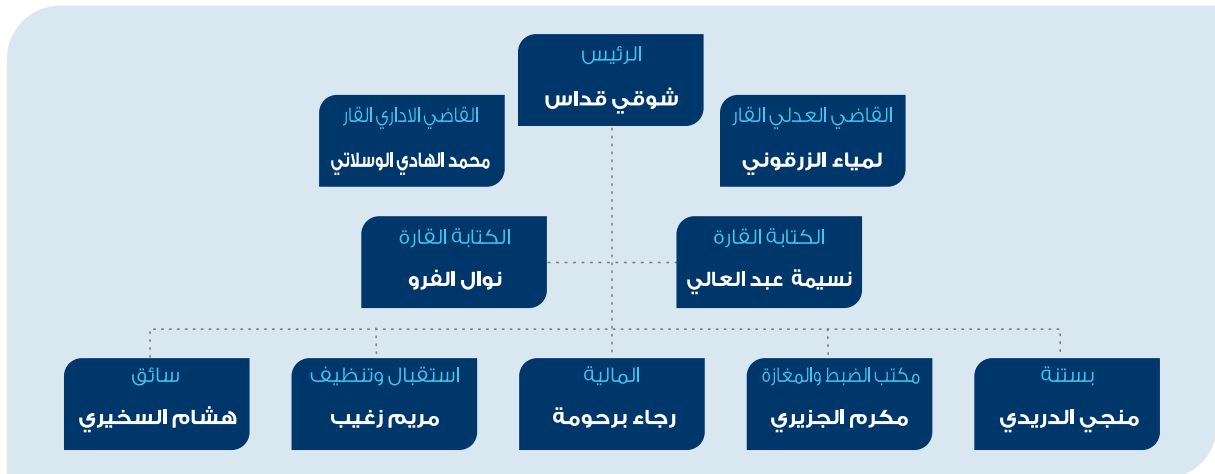 الرئيس
شوقي قداس
القاضي العدلي القار
لمياء الزرقوني
القاضي الاداري القار
محمد الهادي الوسلاتي
الكتابة القارة
نسيمة عبد العالي
الكتابة القارة
نوال الفرو
بستنة
منجي الدريدي
مكتب الضبط والمغازة
مكرم الجزيري
المالية
رجاء برحومة
استقبال وتنظيف
مريم زغيب
سائق
هشام السخيري